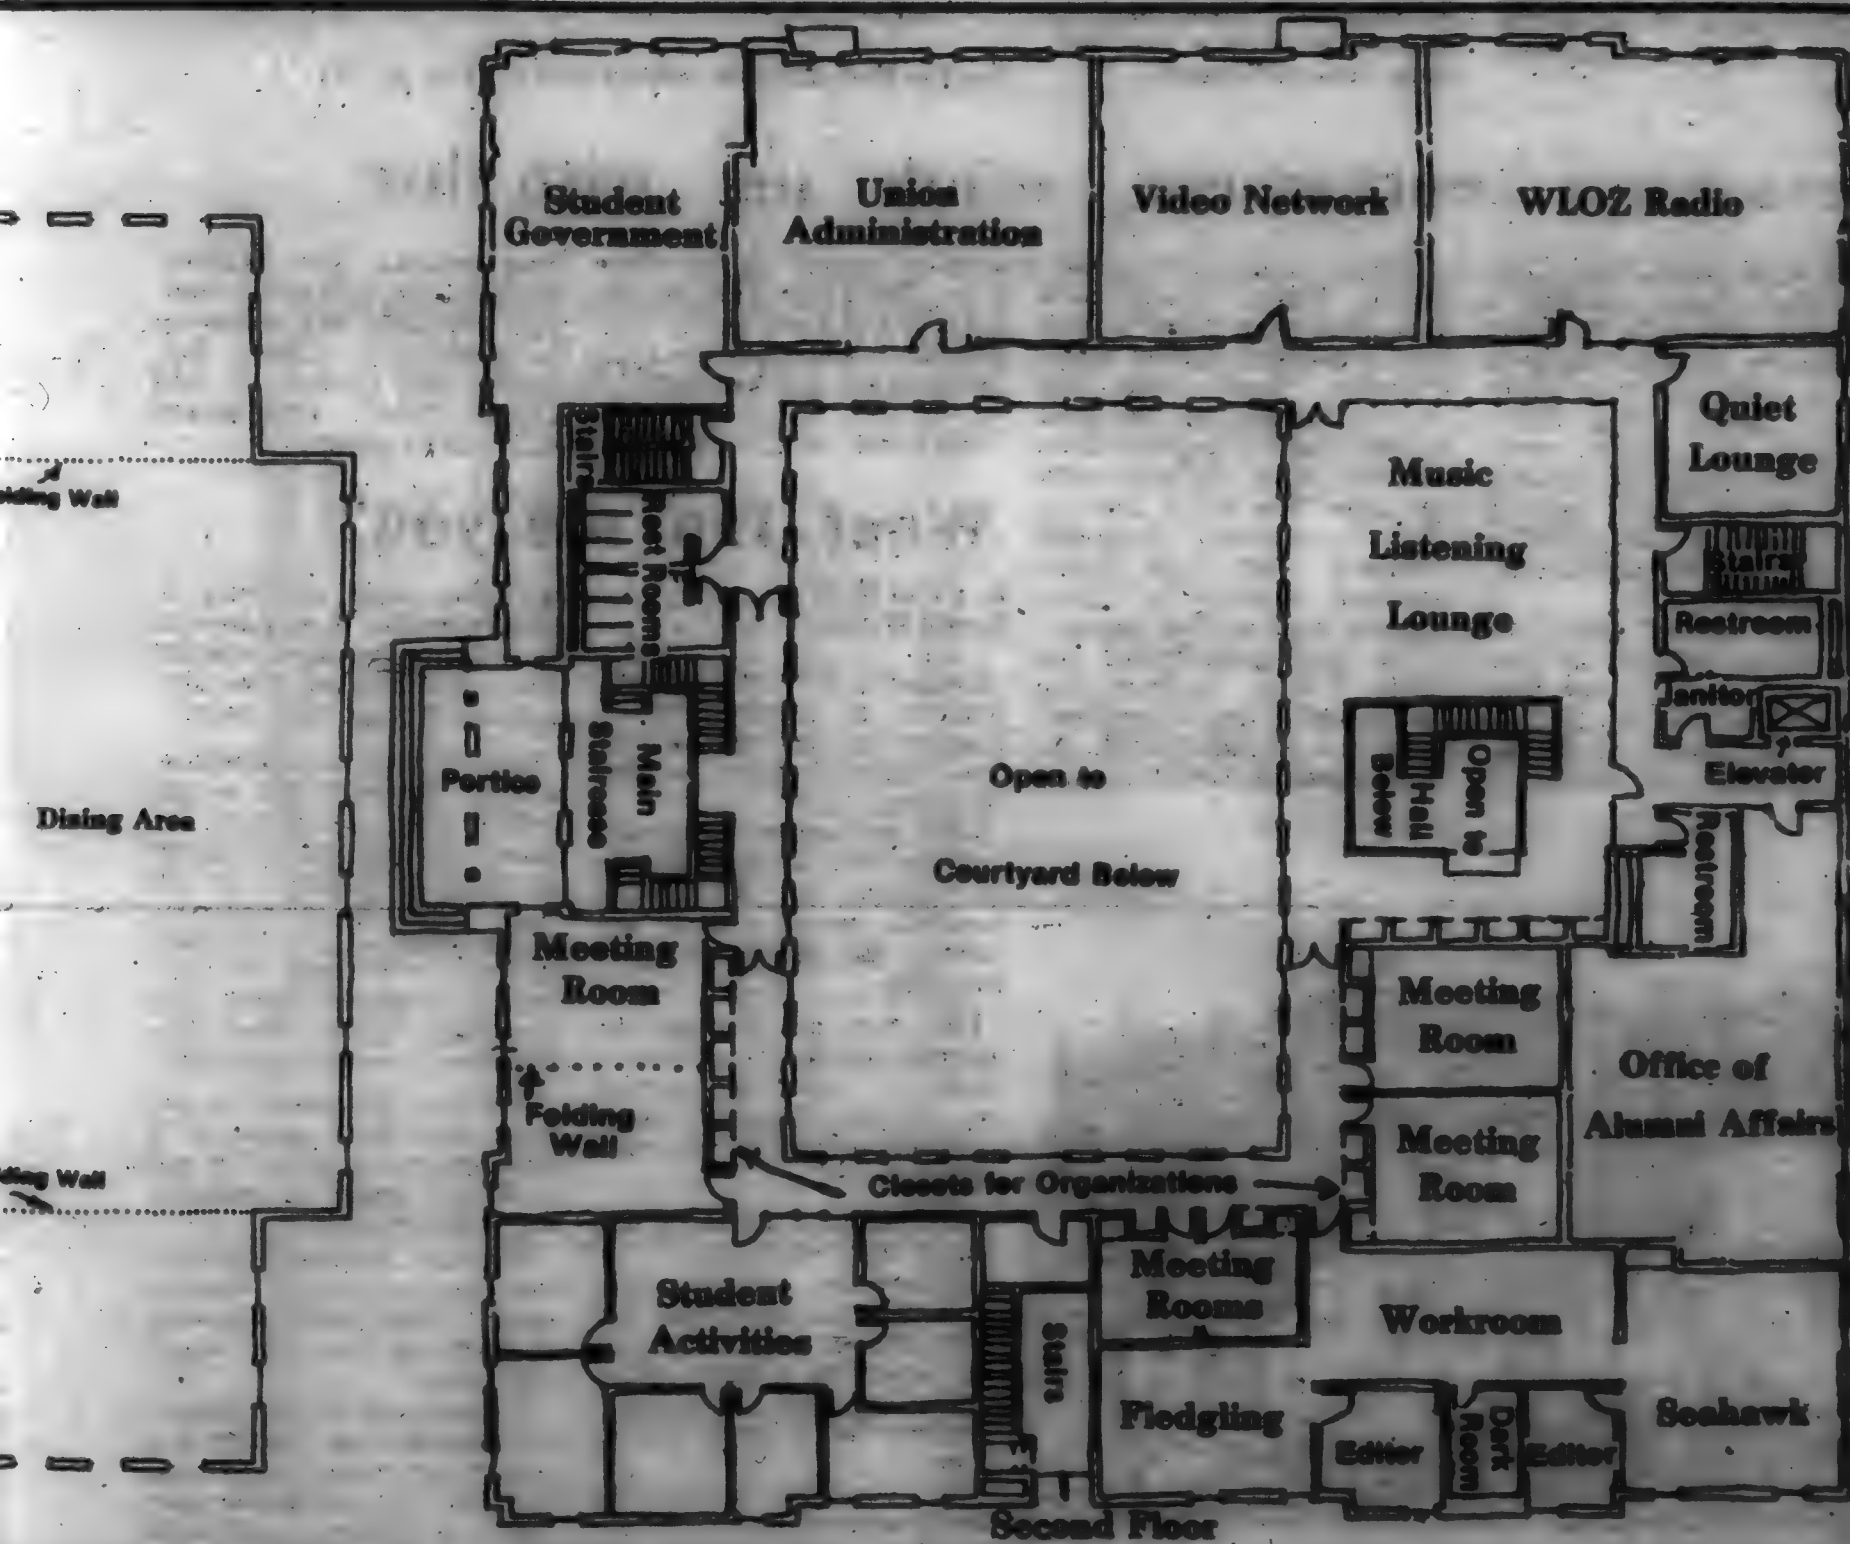 Student
Government
Union
Administration
Video Network
WLOZ Radio
Stairs
Rest Rooms
Quiet
Lounge
Music
Listening
Lounge
Stairs
Restroom
Janitor
Elevator
Folding Wall
Portico
Main
Staircase
Dining Area
Open to
Courtyard Below
Open to
Hall
Below
Restroom
Meeting
Room
Folding
Wall
Meeting
Room
Office of
Alumni Affairs
Meeting
Room
Folding Wall
Closets for Organizations
Student
Activities
Stairs
Meeting
Rooms
Workroom
Fledgling
Editor
Dark
Room
Editor
Seahawk
Second Floor